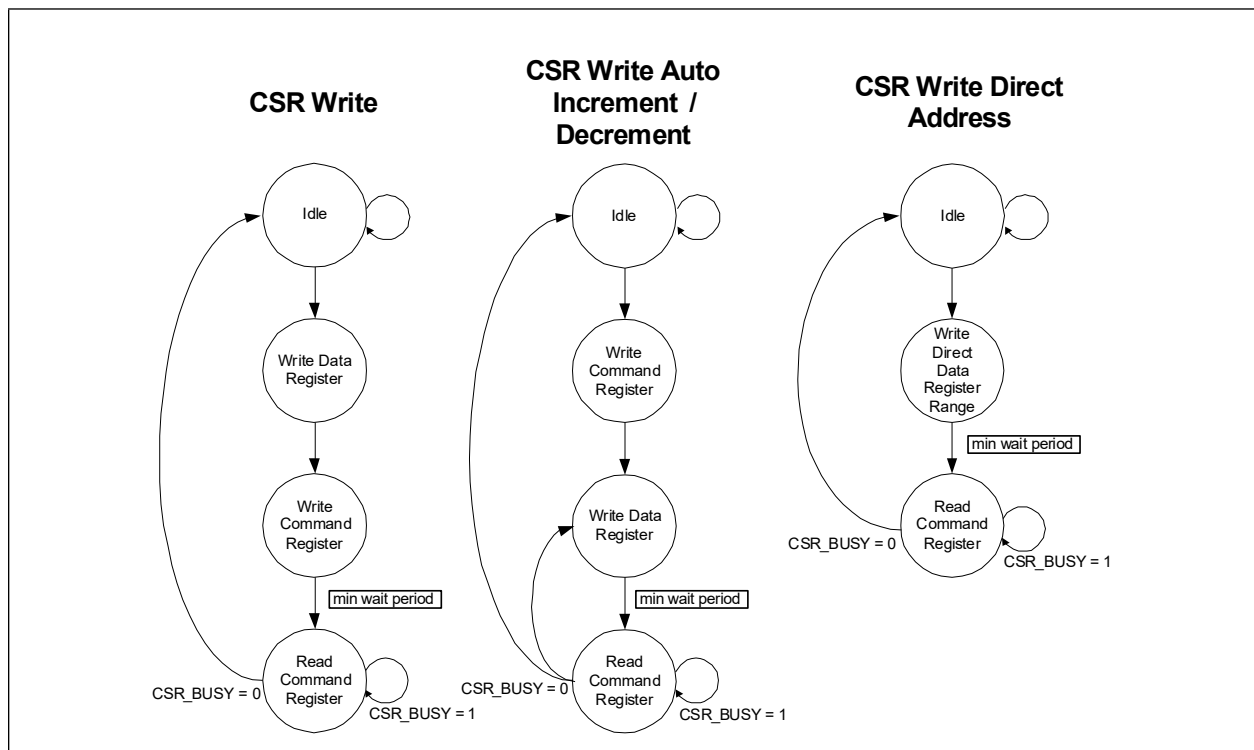 CSR Write
Idle
Write Data
Register
Write
Command
Register
min wait period
Read
Command
Register
CSR_BUSY = 0
CSR_BUSY = 1
CSR Write Auto
Increment /
Decrement
Idle
Write
Command
Register
Write Data
Register
min wait period
Read
Command
Register
CSR_BUSY = 0
CSR_BUSY = 1
CSR Write Direct
Address
Idle
Write
Direct
Data
Register
Range
min wait period
Read
Command
Register
CSR_BUSY = 0
CSR_BUSY = 1